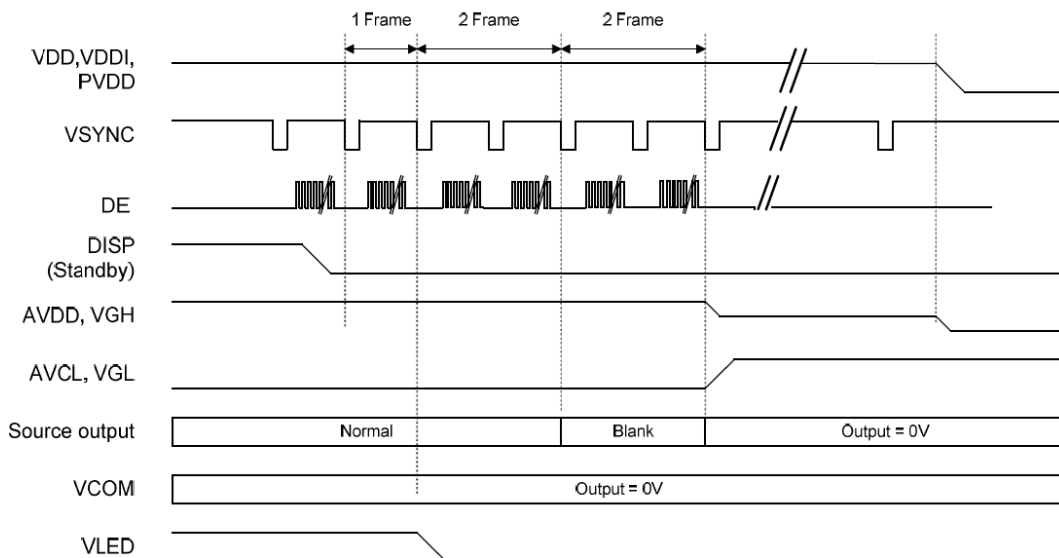 1 Frame 2 Frame 2 Frame
VDD,VDDI,
PVDD
VSYNC
DE
DISP
(Standby)
AVDD, VGH
AVCL, VGL
Source output Normal Blank Output = 0V
VCOM Output = 0V
VLED